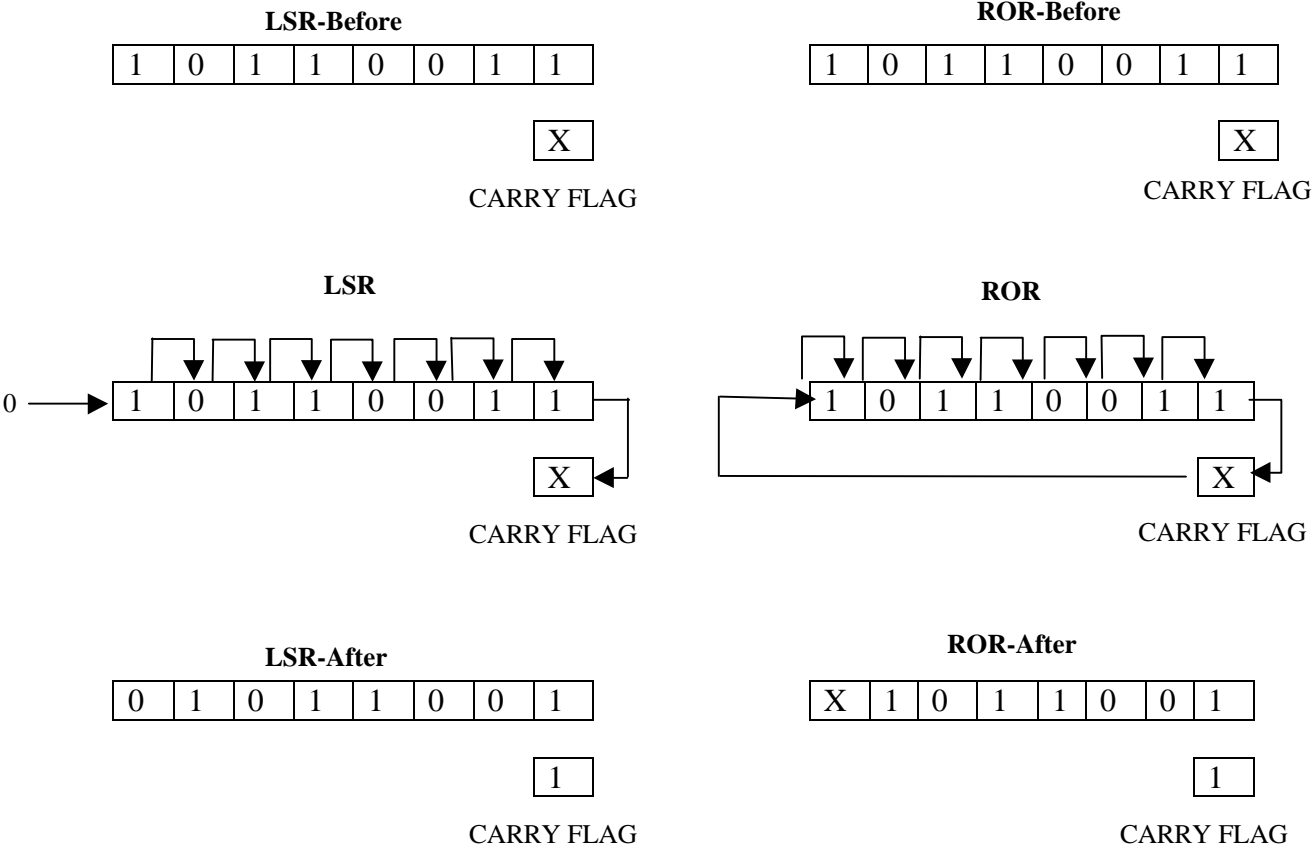 LSR-Before
1 0 1 1 0 0 1 1
X
CARRY FLAG
ROR-Before
1 0 1 1 0 0 1 1
X
CARRY FLAG
LSR
0 1 0 1 1 0 0 1 1
X
CARRY FLAG
ROR
1 0 1 1 0 0 1 1
X
CARRY FLAG
LSR-After
0 1 0 1 1 0 0 1
1
CARRY FLAG
ROR-After
X 1 0 1 1 0 0 1
1
CARRY FLAG